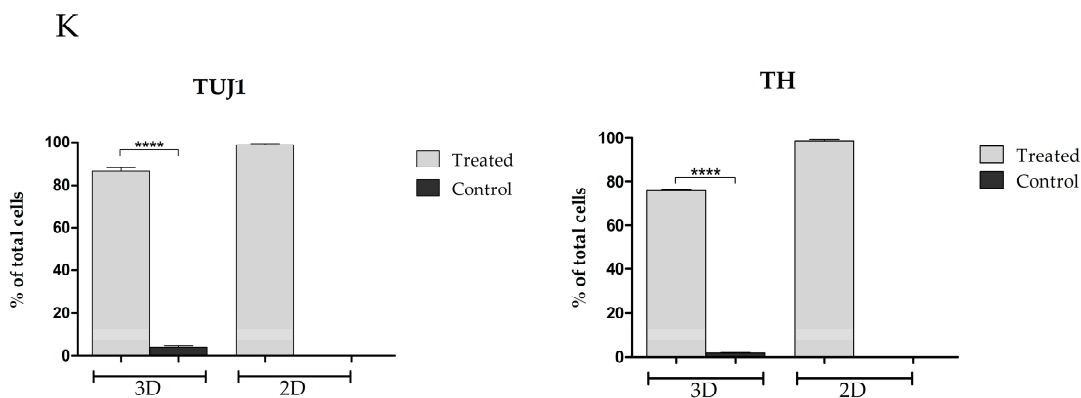 K
TUJ1
% of total cells
100
80
60
40
20
0
****
3D
2D
Treated
Control
TH
% of total cells
100
80
60
40
20
0
****
3D
2D
Treated
Control